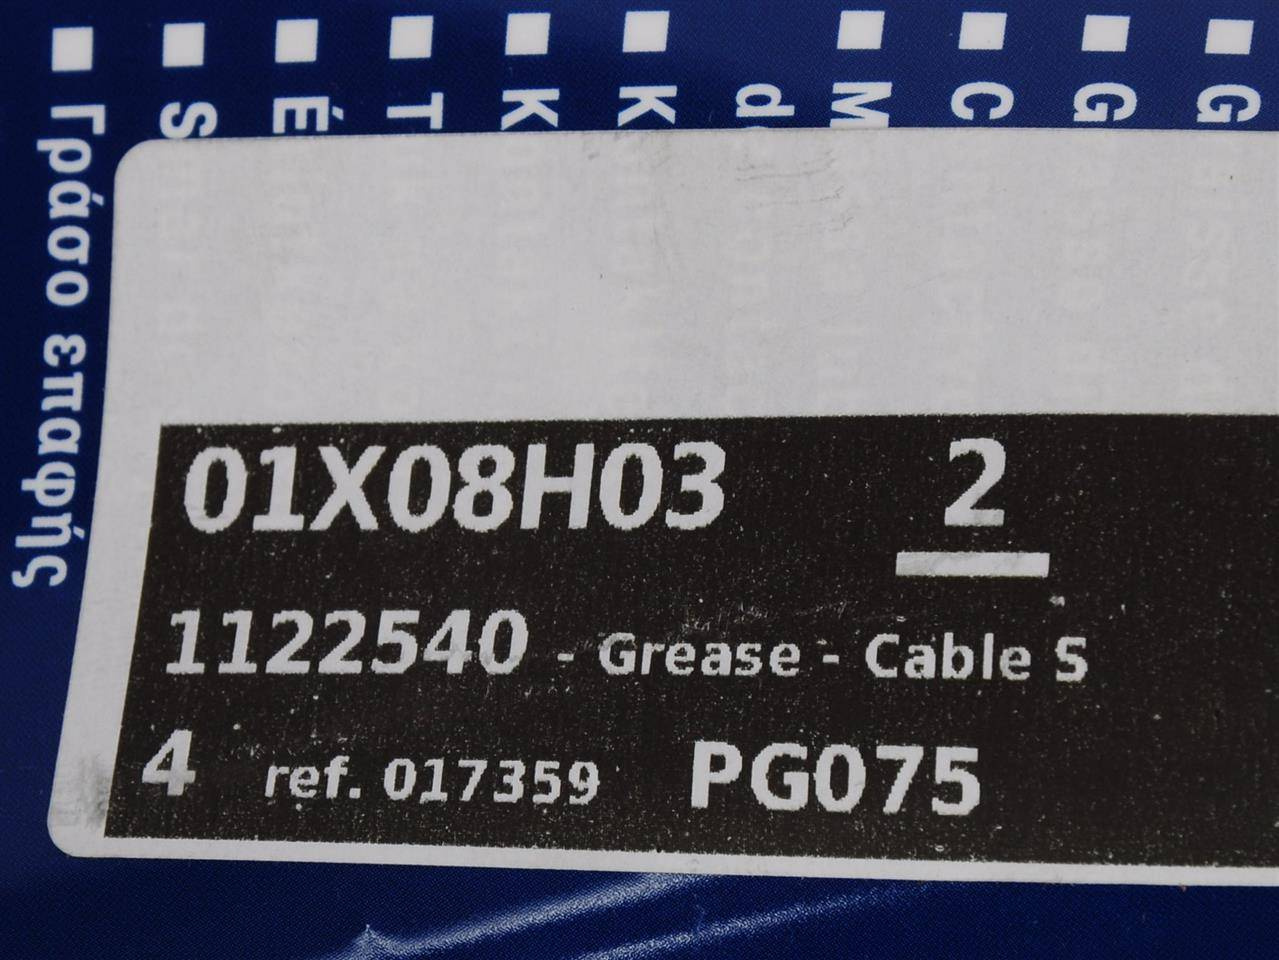 Γράσο επαφής
S
É
T
K
K
d
M
C
G
G
01X08H03 2
1122540 - Grease - Cable S
4 ref. 017359 PG075